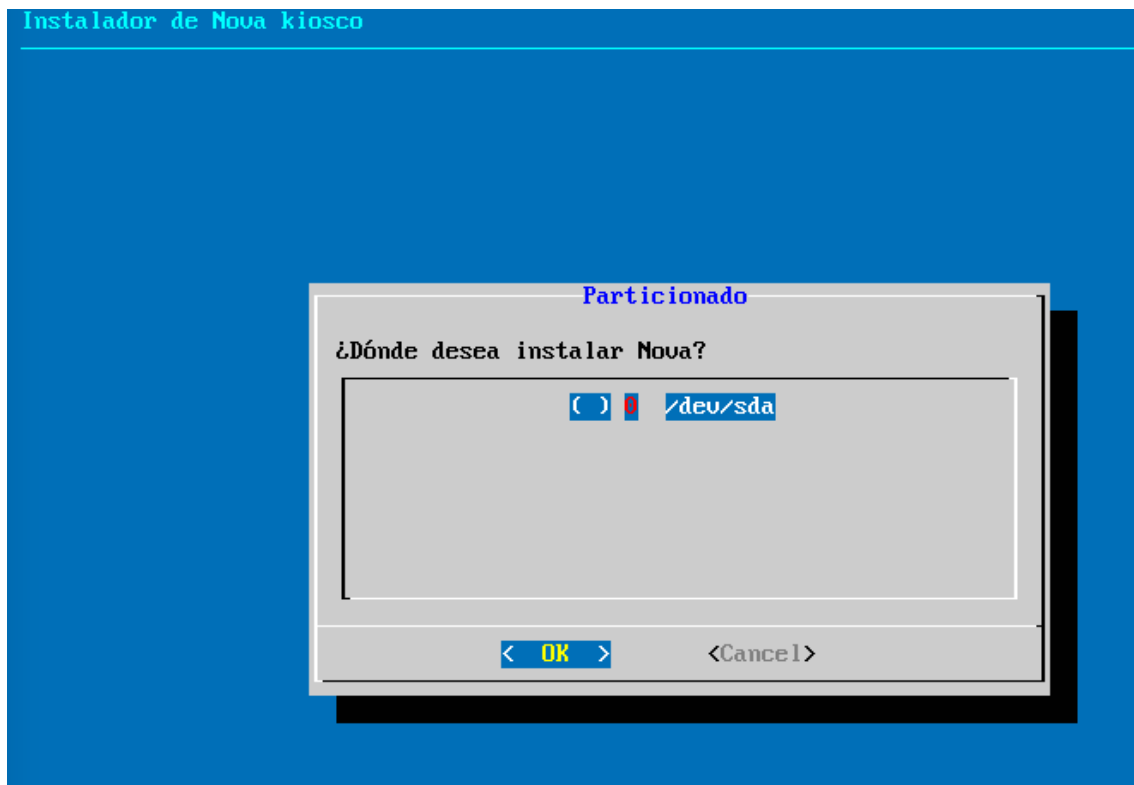 Instalador de Nova kiosco
Particionado
¿Dónde desea instalar Nova?
( ) 0 /dev/sda
< OK > <Cancel>